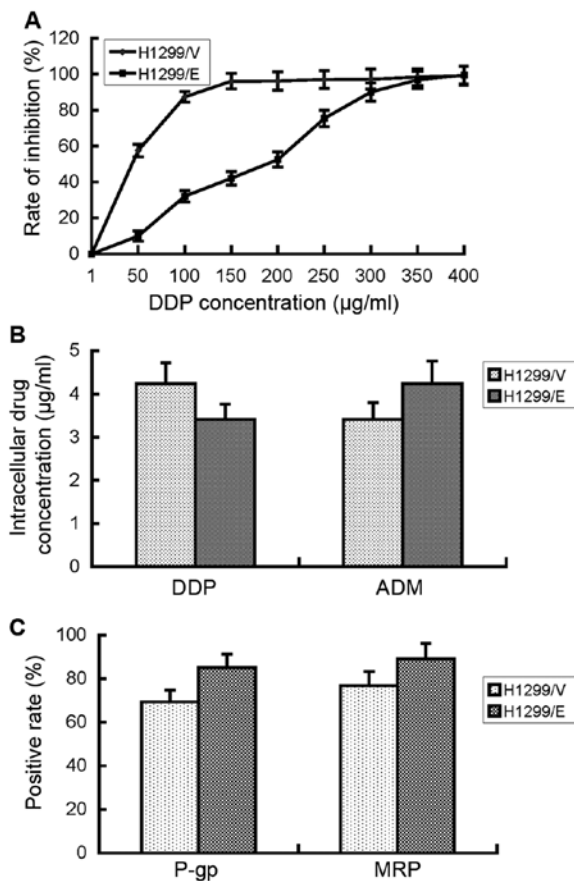 A
Rate of inhibition (%)
120
100
80
60
40
20
0
H1299/V
H1299/E
1 50 100 150 200 250 300 350 400
DDP concentration (µg/ml)
B
Intracellular drug
concentration (µg/ml)
5
4
3
2
1
0
H1299/V
H1299/E
DDP ADM
C
Positive rate (%)
100
80
60
40
20
0
H1299/V
H1299/E
P-gp MRP